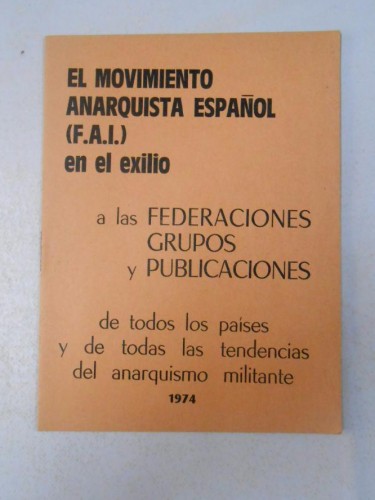 EL MOVIMIENTO
ANARQUISTA ESPAÑOL
(F.A.I.)
en el exilio
a las FEDERACIONES
GRUPOS
y PUBLICACIONES
de todos los países
y de todas las tendencias
del anarquismo militante
1974